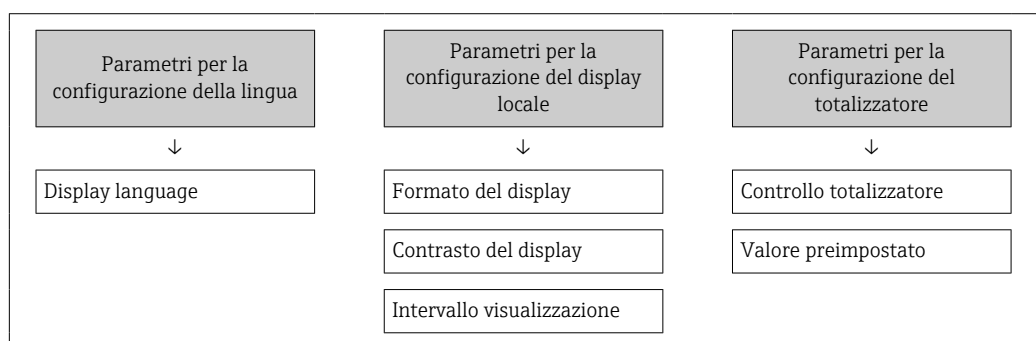 Parametri per la
configurazione della lingua
↓
Display language
Parametri per la
configurazione del display
locale
↓
Formato del display
Contrasto del display
Intervallo visualizzazione
Parametri per la
configurazione del
totalizzatore
↓
Controllo totalizzatore
Valore preimpostato